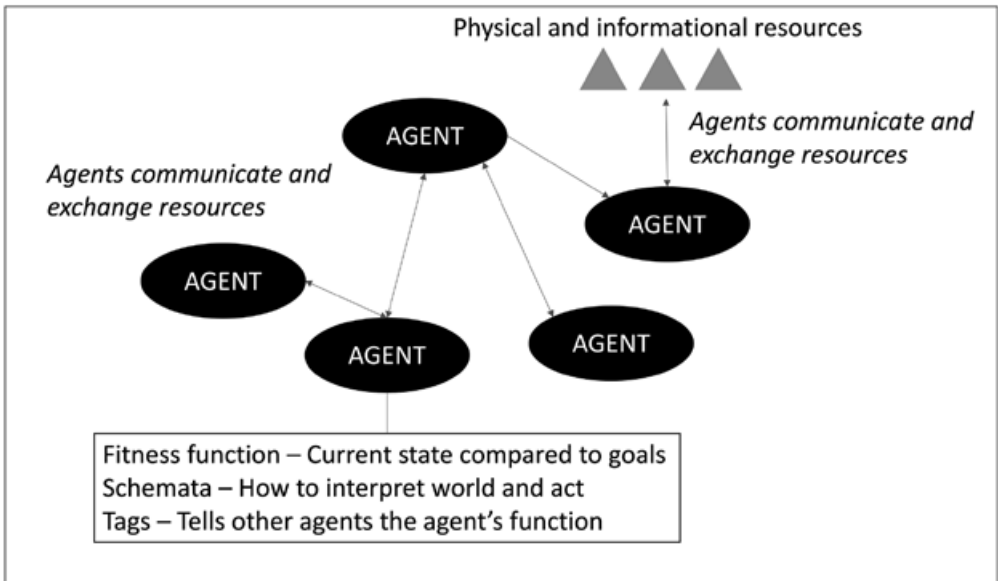 Physical and informational resources
AGENT
Agents communicate and
exchange resources
Agents communicate and
exchange resources
AGENT
AGENT
AGENT
AGENT
Fitness function – Current state compared to goals
Schemata – How to interpret world and act
Tags – Tells other agents the agent’s function